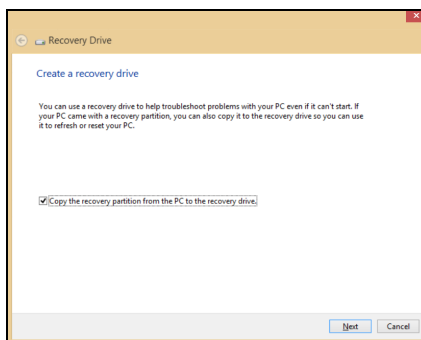 Recovery Drive
Create a recovery drive
You can use a recovery drive to help troubleshoot problems with your PC even if it can't start. If
your PC came with a recovery partition, you can also copy it to the recovery drive so you can use
it to refresh or reset your PC.
Copy the recovery partition from the PC to the recovery drive.
Next Cancel